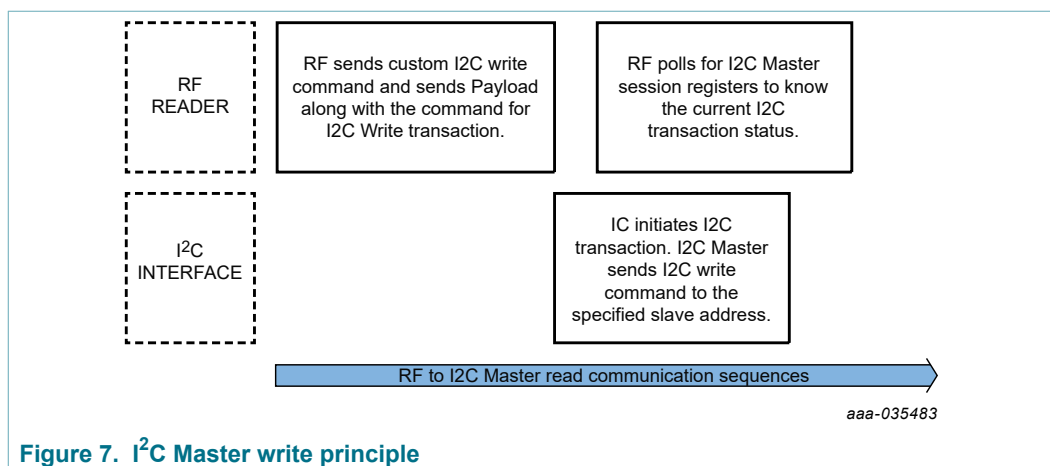 RF
READER
RF sends custom I2C write
command and sends Payload
along with the command for
I2C Write transaction.
RF polls for I2C Master
session registers to know
the current I2C
transaction status.
I²C
INTERFACE
IC initiates I2C
transaction. I2C Master
sends I2C write
command to the
specified slave address.
RF to I2C Master read communication sequences
aaa-035483
Figure 7. I²C Master write principle